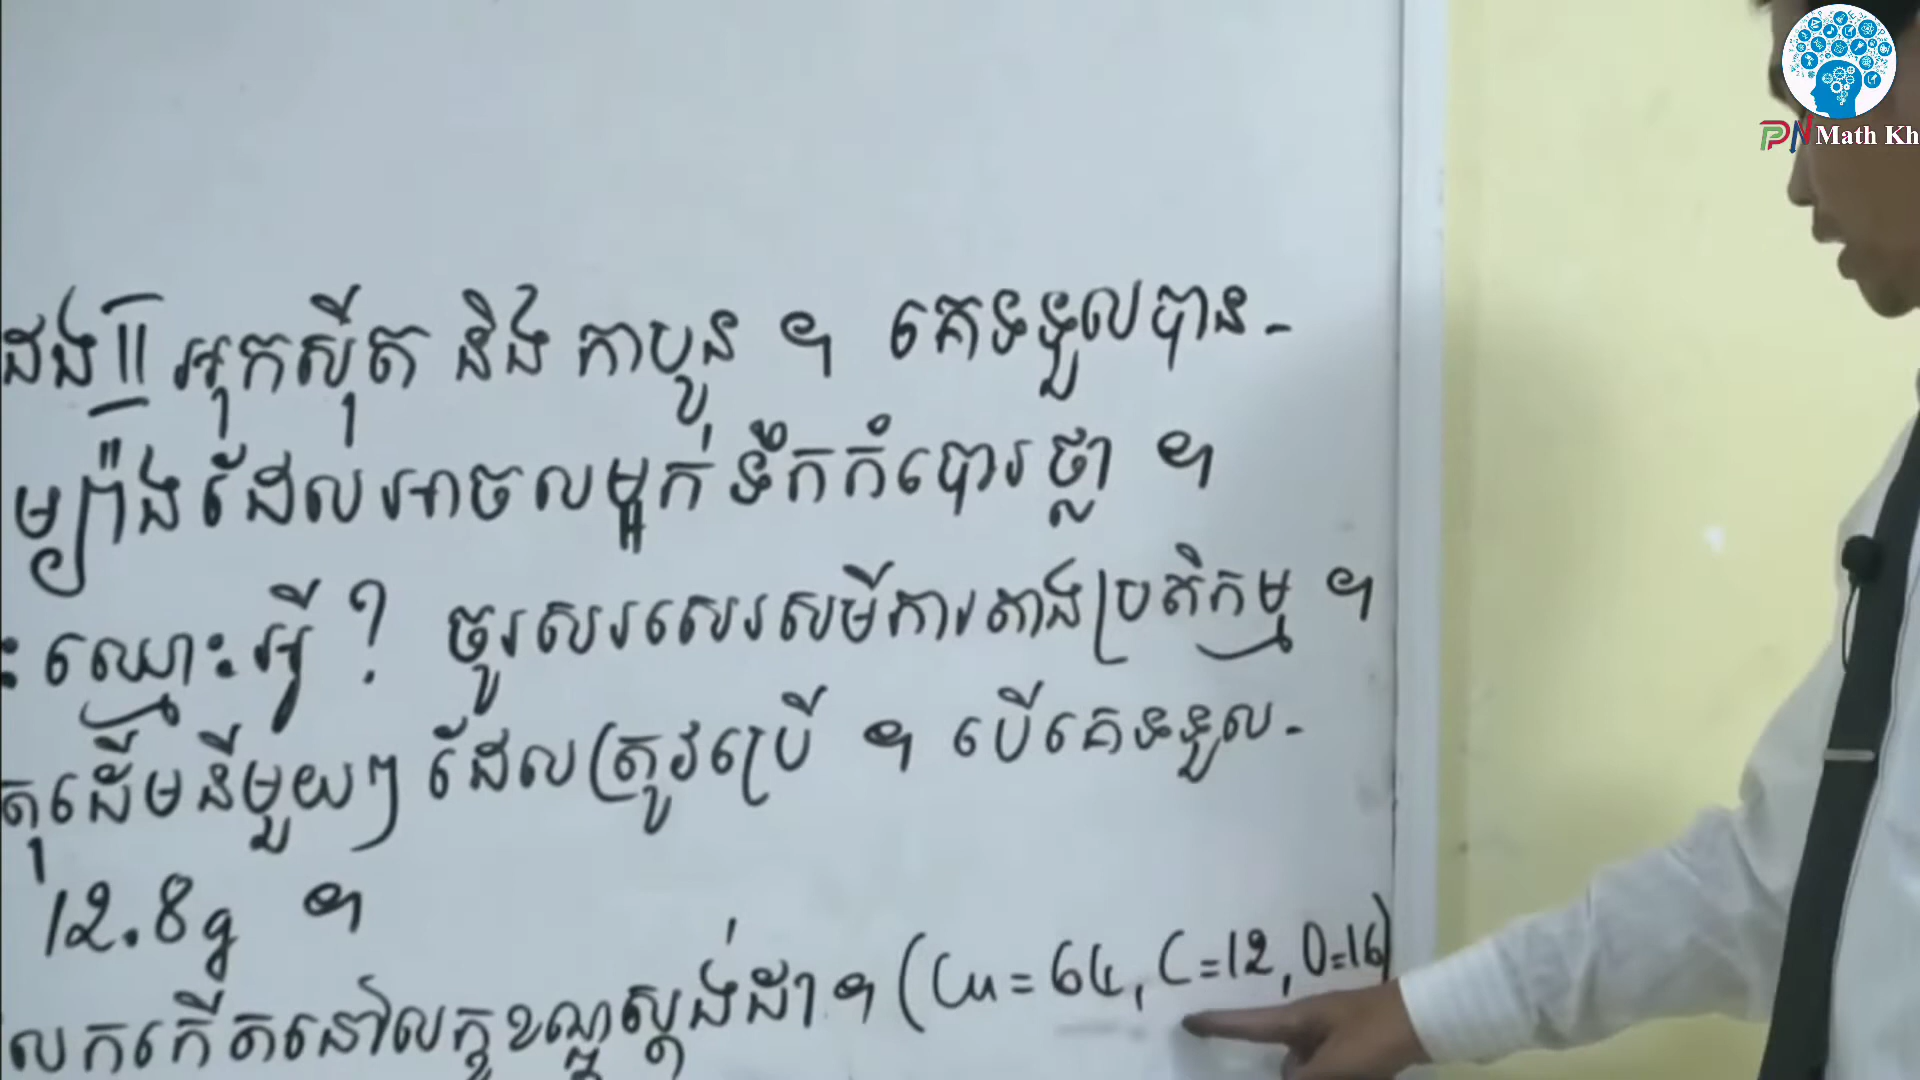 PN Math Kh
ដង II អុកស៊ីត និង កាបូន ។ គេទទួលបាន-
ម្យ៉ាងដែលអាចល្អក់ទឹកកំបោរថ្លា ។
ះ ឈ្មោះអ្វី ? ចូរសរសេរសមីការតាងប្រតិកម្ម ។
តុដើមនីមួយៗ ដែលត្រូវប្រើ ។ បើគេទទួល-
12.8g ។
លកកើតនៅលក្ខខណ្ឌស្តង់ដា ។ (Cu = 64, C = 12, O = 16)